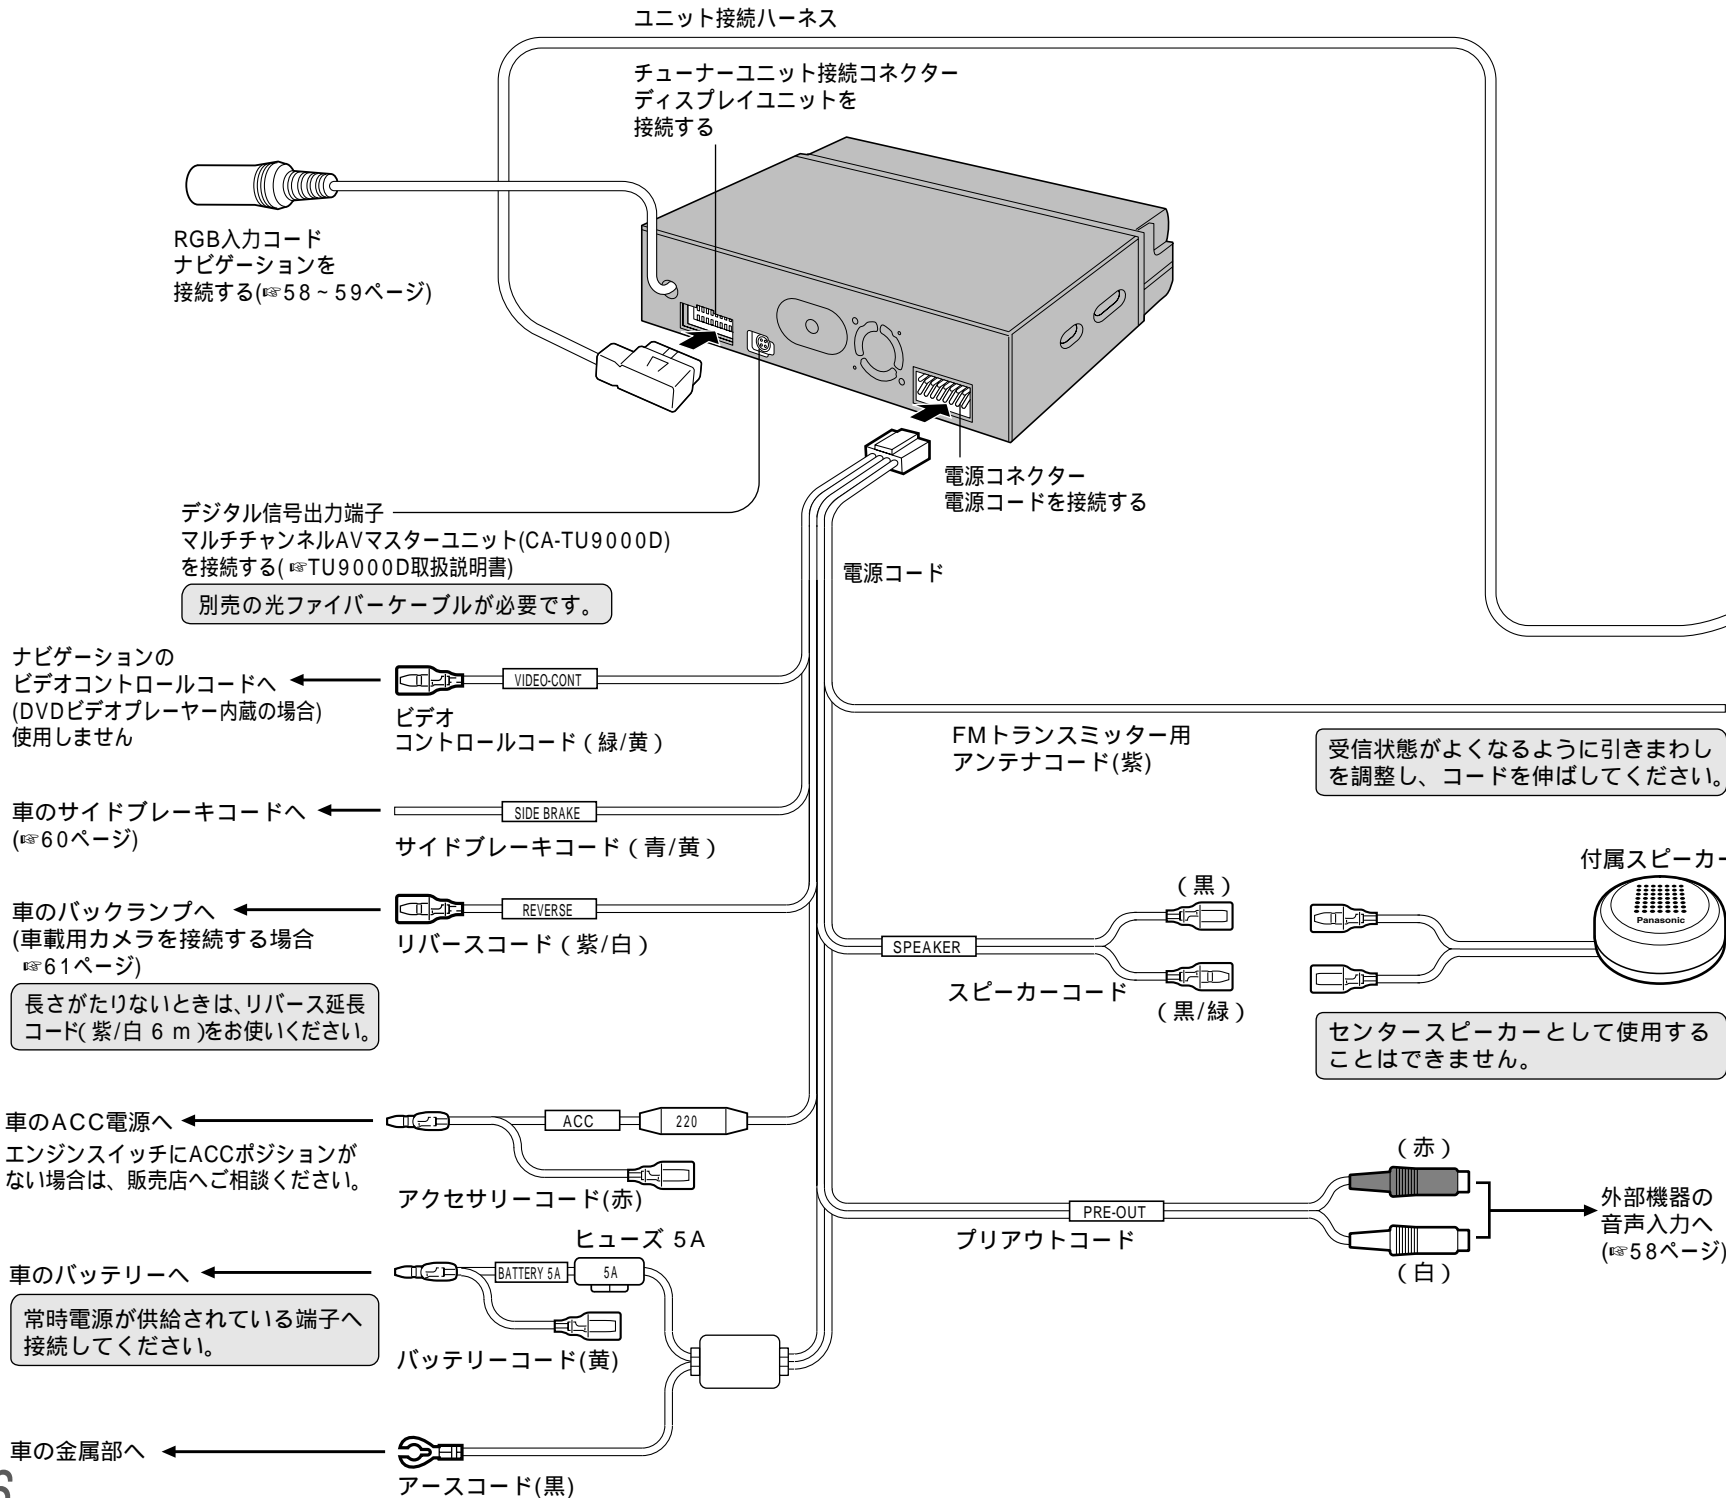 ユニット接続ハーネス
チューナーユニット接続コネクター
ディスプレイユニットを
接続する
RGB入力コード
ナビゲーションを
接続する(☞58~59ページ)
電源コネクター
電源コードを接続する
デジタル信号出力端子
マルチチャンネルAVマスターユニット(CA-TU9000D)
を接続する(☞TU9000D取扱説明書)
別売の光ファイバーケーブルが必要です。
電源コード
ナビゲーションの
ビデオコントロールコードへ
(DVDビデオプレーヤー内蔵の場合)
使用しません
VIDEO-CONT
ビデオ
コントロールコード(緑/黄)
FMトランスミッター用
アンテナコード(紫)
受信状態がよくなるように引きまわし
を調整し、コードを伸ばしてください。
車のサイドブレーキコードへ
(☞60ページ)
SIDE BRAKE
サイドブレーキコード(青/黄)
車のバックランプへ
(車載用カメラを接続する場合
☞61ページ)
REVERSE
リバースコード(紫/白)
長さがたりないときは、リバース延長
コード(紫/白 6 m)をお使いください。
SPEAKER
スピーカーコード
(黒)
(黒/緑)
付属スピーカー
Panasonic
センタースピーカーとして使用する
ことはできません。
車のACC電源へ
エンジンスイッチにACCポジションが
ない場合は、販売店へご相談ください。
ACC
220
アクセサリーコード(赤)
PRE-OUT
プリアウトコード
(赤)
(白)
外部機器の
音声入力へ
(☞58ページ)
ヒューズ 5A
車のバッテリーへ
BATTERY 5A
5A
常時電源が供給されている端子へ
接続してください。
バッテリーコード(黄)
車の金属部へ
アースコード(黒)